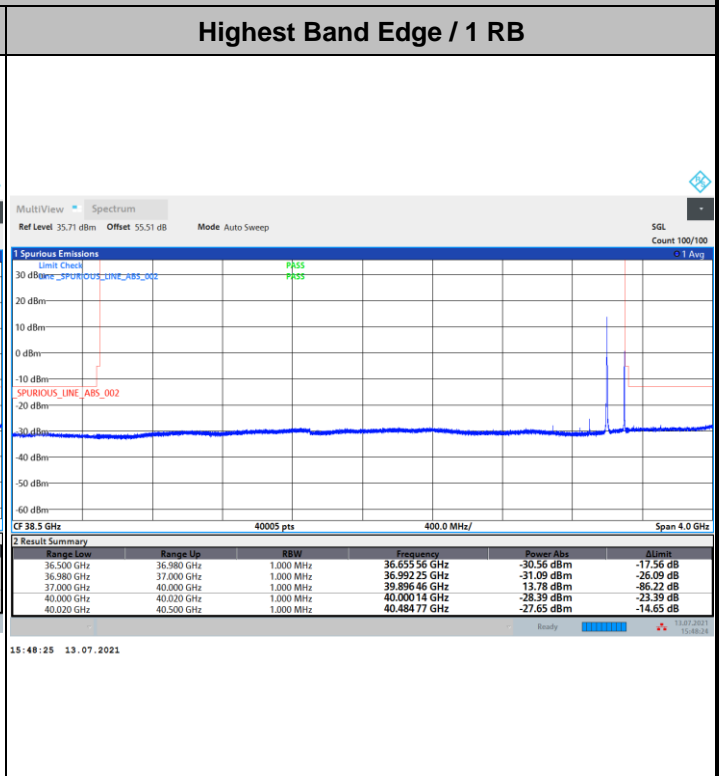 Highest Band Edge / 1 RB
MultiView Spectrum
Ref Level 35.71 dBm Offset 55.51 dB Mode Auto Sweep SGL
Count 100/100
1 Spurious Emissions 1 Avg
Limit Check PASS
30 dBm Line _SPURIOUS_LINE_ABS_002 PASS
20 dBm
10 dBm
0 dBm
-10 dBm
_SPURIOUS_LINE_ABS_002
-20 dBm
-30 dBm
-40 dBm
-50 dBm
-60 dBm
CF 38.5 GHz 40005 pts 400.0 MHz/ Span 4.0 GHz
2 Result Summary
Range Low Range Up RBW Frequency Power Abs ΔLimit
36.500 GHz 36.980 GHz 1.000 MHz 36.655 56 GHz -30.56 dBm -17.56 dB
36.980 GHz 37.000 GHz 1.000 MHz 36.992 25 GHz -31.09 dBm -26.09 dB
37.000 GHz 40.000 GHz 1.000 MHz 39.896 46 GHz 13.78 dBm -86.22 dB
40.000 GHz 40.020 GHz 1.000 MHz 40.000 14 GHz -28.39 dBm -23.39 dB
40.020 GHz 40.500 GHz 1.000 MHz 40.484 77 GHz -27.65 dBm -14.65 dB
Ready 13.07.2021
15:48:24
15:48:25 13.07.2021